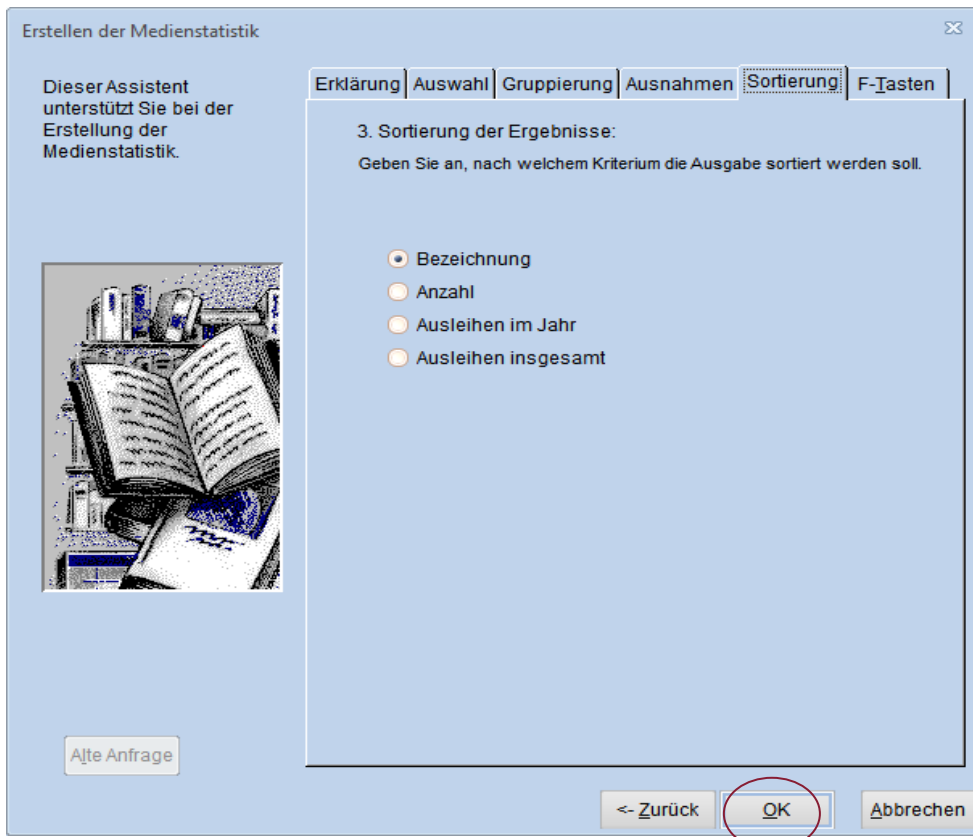 Erstellen der Medienstatistik
Dieser Assistent
unterstützt Sie bei der
Erstellung der
Medienstatistik.
Erklärung Auswahl Gruppierung Ausnahmen Sortierung F-Tasten
3. Sortierung der Ergebnisse:
Geben Sie an, nach welchem Kriterium die Ausgabe sortiert werden soll.
Bezeichnung
Anzahl
Ausleihen im Jahr
Ausleihen insgesamt
Alte Anfrage
<- Zurück OK Abbrechen